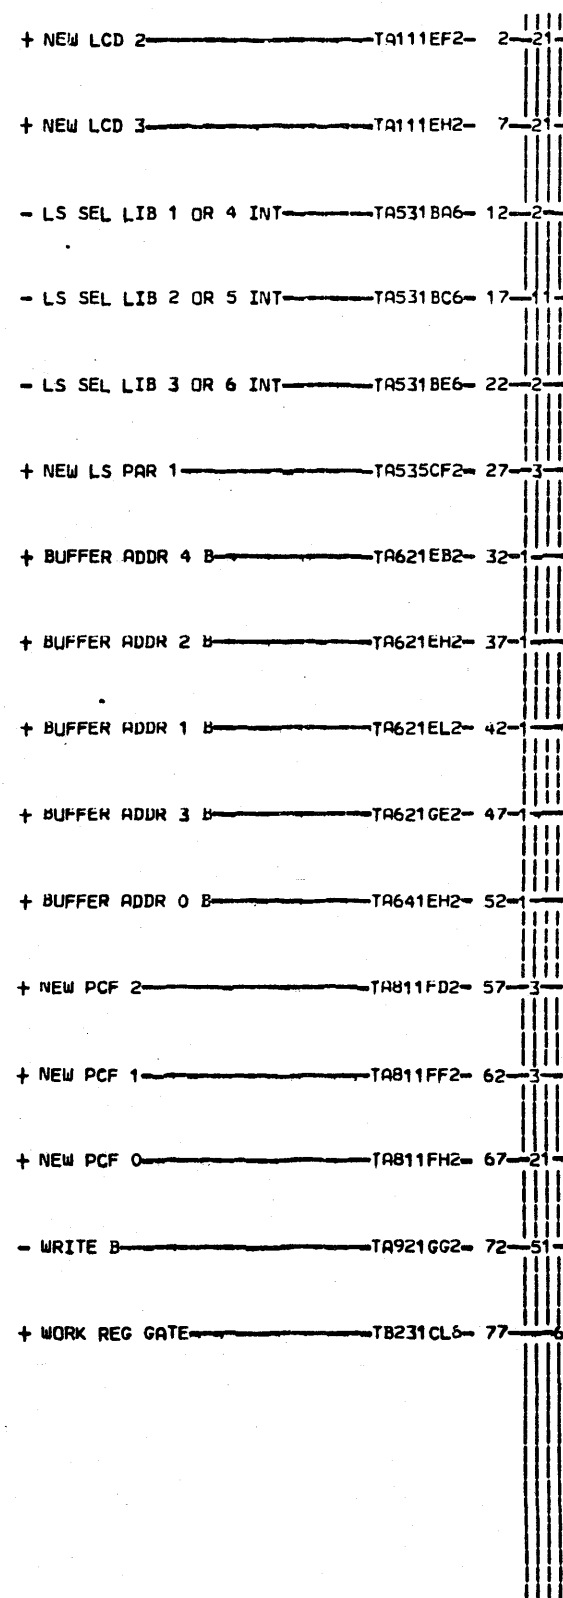 + NEW LCD 2 TA111EF2- 2 21
+ NEW LCD 3 TA111EH2- 7 21
- LS SEL LIB 1 OR 4 INT TA531BA6- 12 2
- LS SEL LIB 2 OR 5 INT TA531BC6- 17 11
- LS SEL LIB 3 OR 6 INT TA531BE6- 22 2
+ NEW LS PAR 1 TA535CF2- 27 3
+ BUFFER ADDR 4 B TA621EB2- 32 1
+ BUFFER ADDR 2 B TA621EH2- 37 1
+ BUFFER ADDR 1 B TA621EL2- 42 1
+ BUFFER ADDR 3 B TA621GE2- 47 1
+ BUFFER ADDR 0 B TA641EH2- 52 1
+ NEW PCF 2 TA811FD2- 57 3
+ NEW PCF 1 TA811FF2- 62 3
+ NEW PCF 0 TA811FH2- 67 21
- WRITE B TA921GG2- 72 51
+ WORK REG GATE 77 6